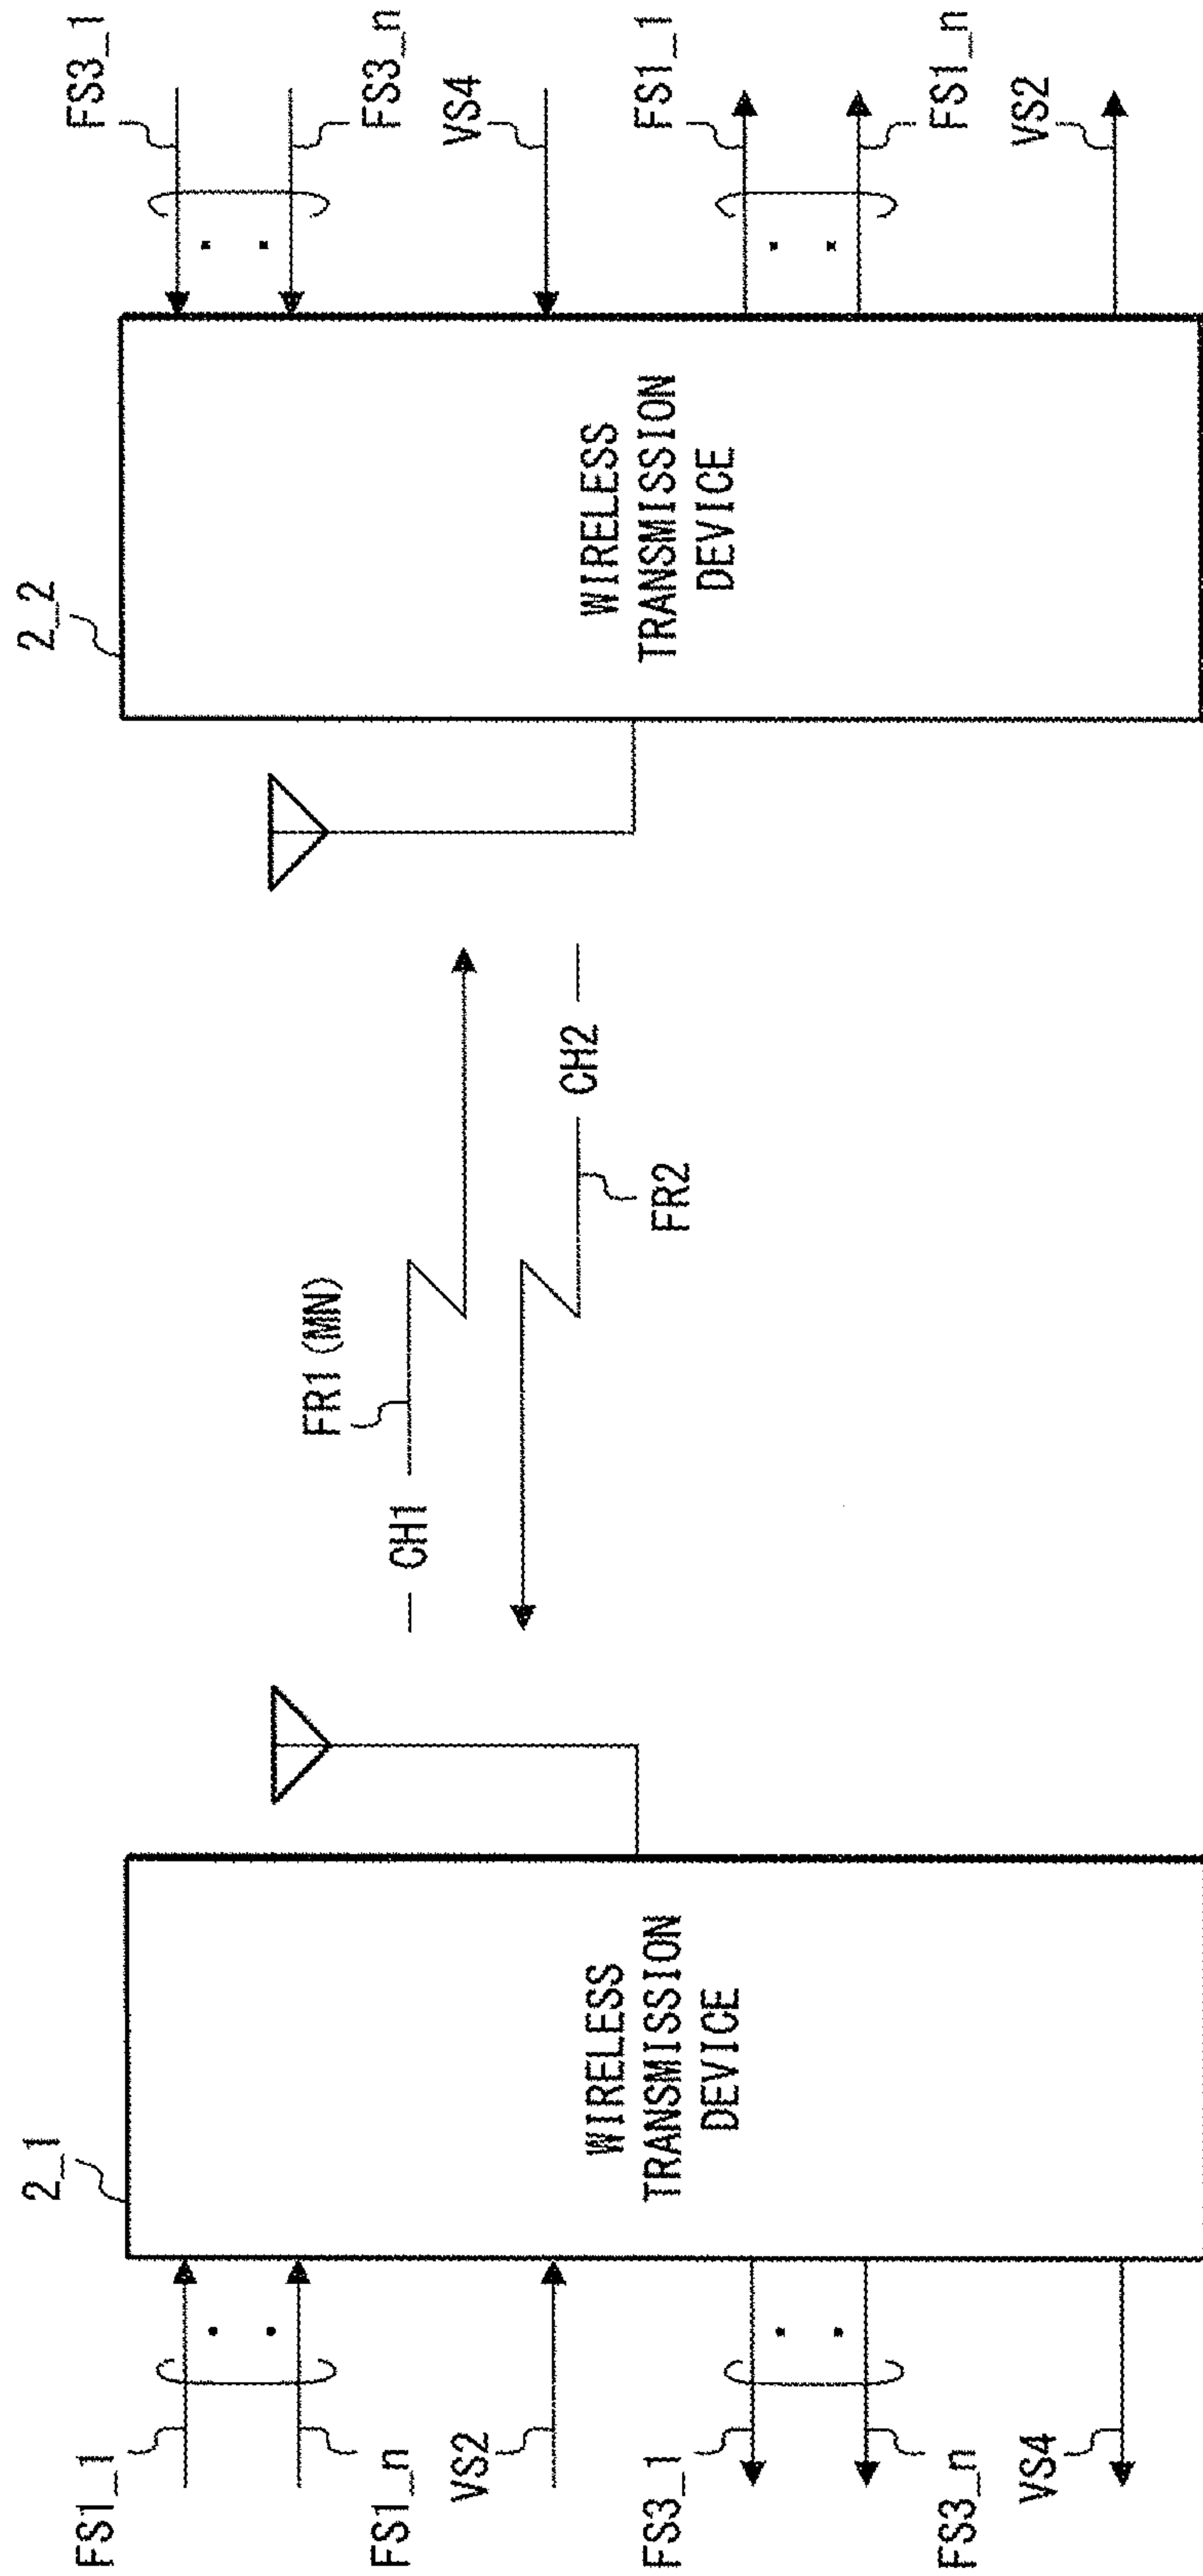 2_1
2_2
FS1_1
FS1_n
VS2
FS3_1
FS3_n
VS4
WIRELESS
TRANSMISSION
DEVICE
CH1
FR1(MN)
CH2
FR2
WIRELESS
TRANSMISSION
DEVICE
FS3_1
FS3_n
VS4
FS1_1
FS1_n
VS2